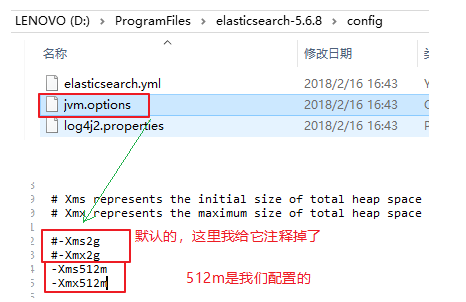 LENOVO (D:) › ProgramFiles › elasticsearch-5.6.8 › config
名称 修改日期
elasticsearch.yml 2018/2/16 16:43
jvm.options 2018/2/16 16:43
log4j2.properties 2018/2/16 16:43
# Xms represents the initial size of total heap space
# Xmx represents the maximum size of total heap space
#-Xms2g
#-Xmx2g
默认的，这里我给它注释掉了
-Xms512m
-Xmx512m
512m是我们配置的